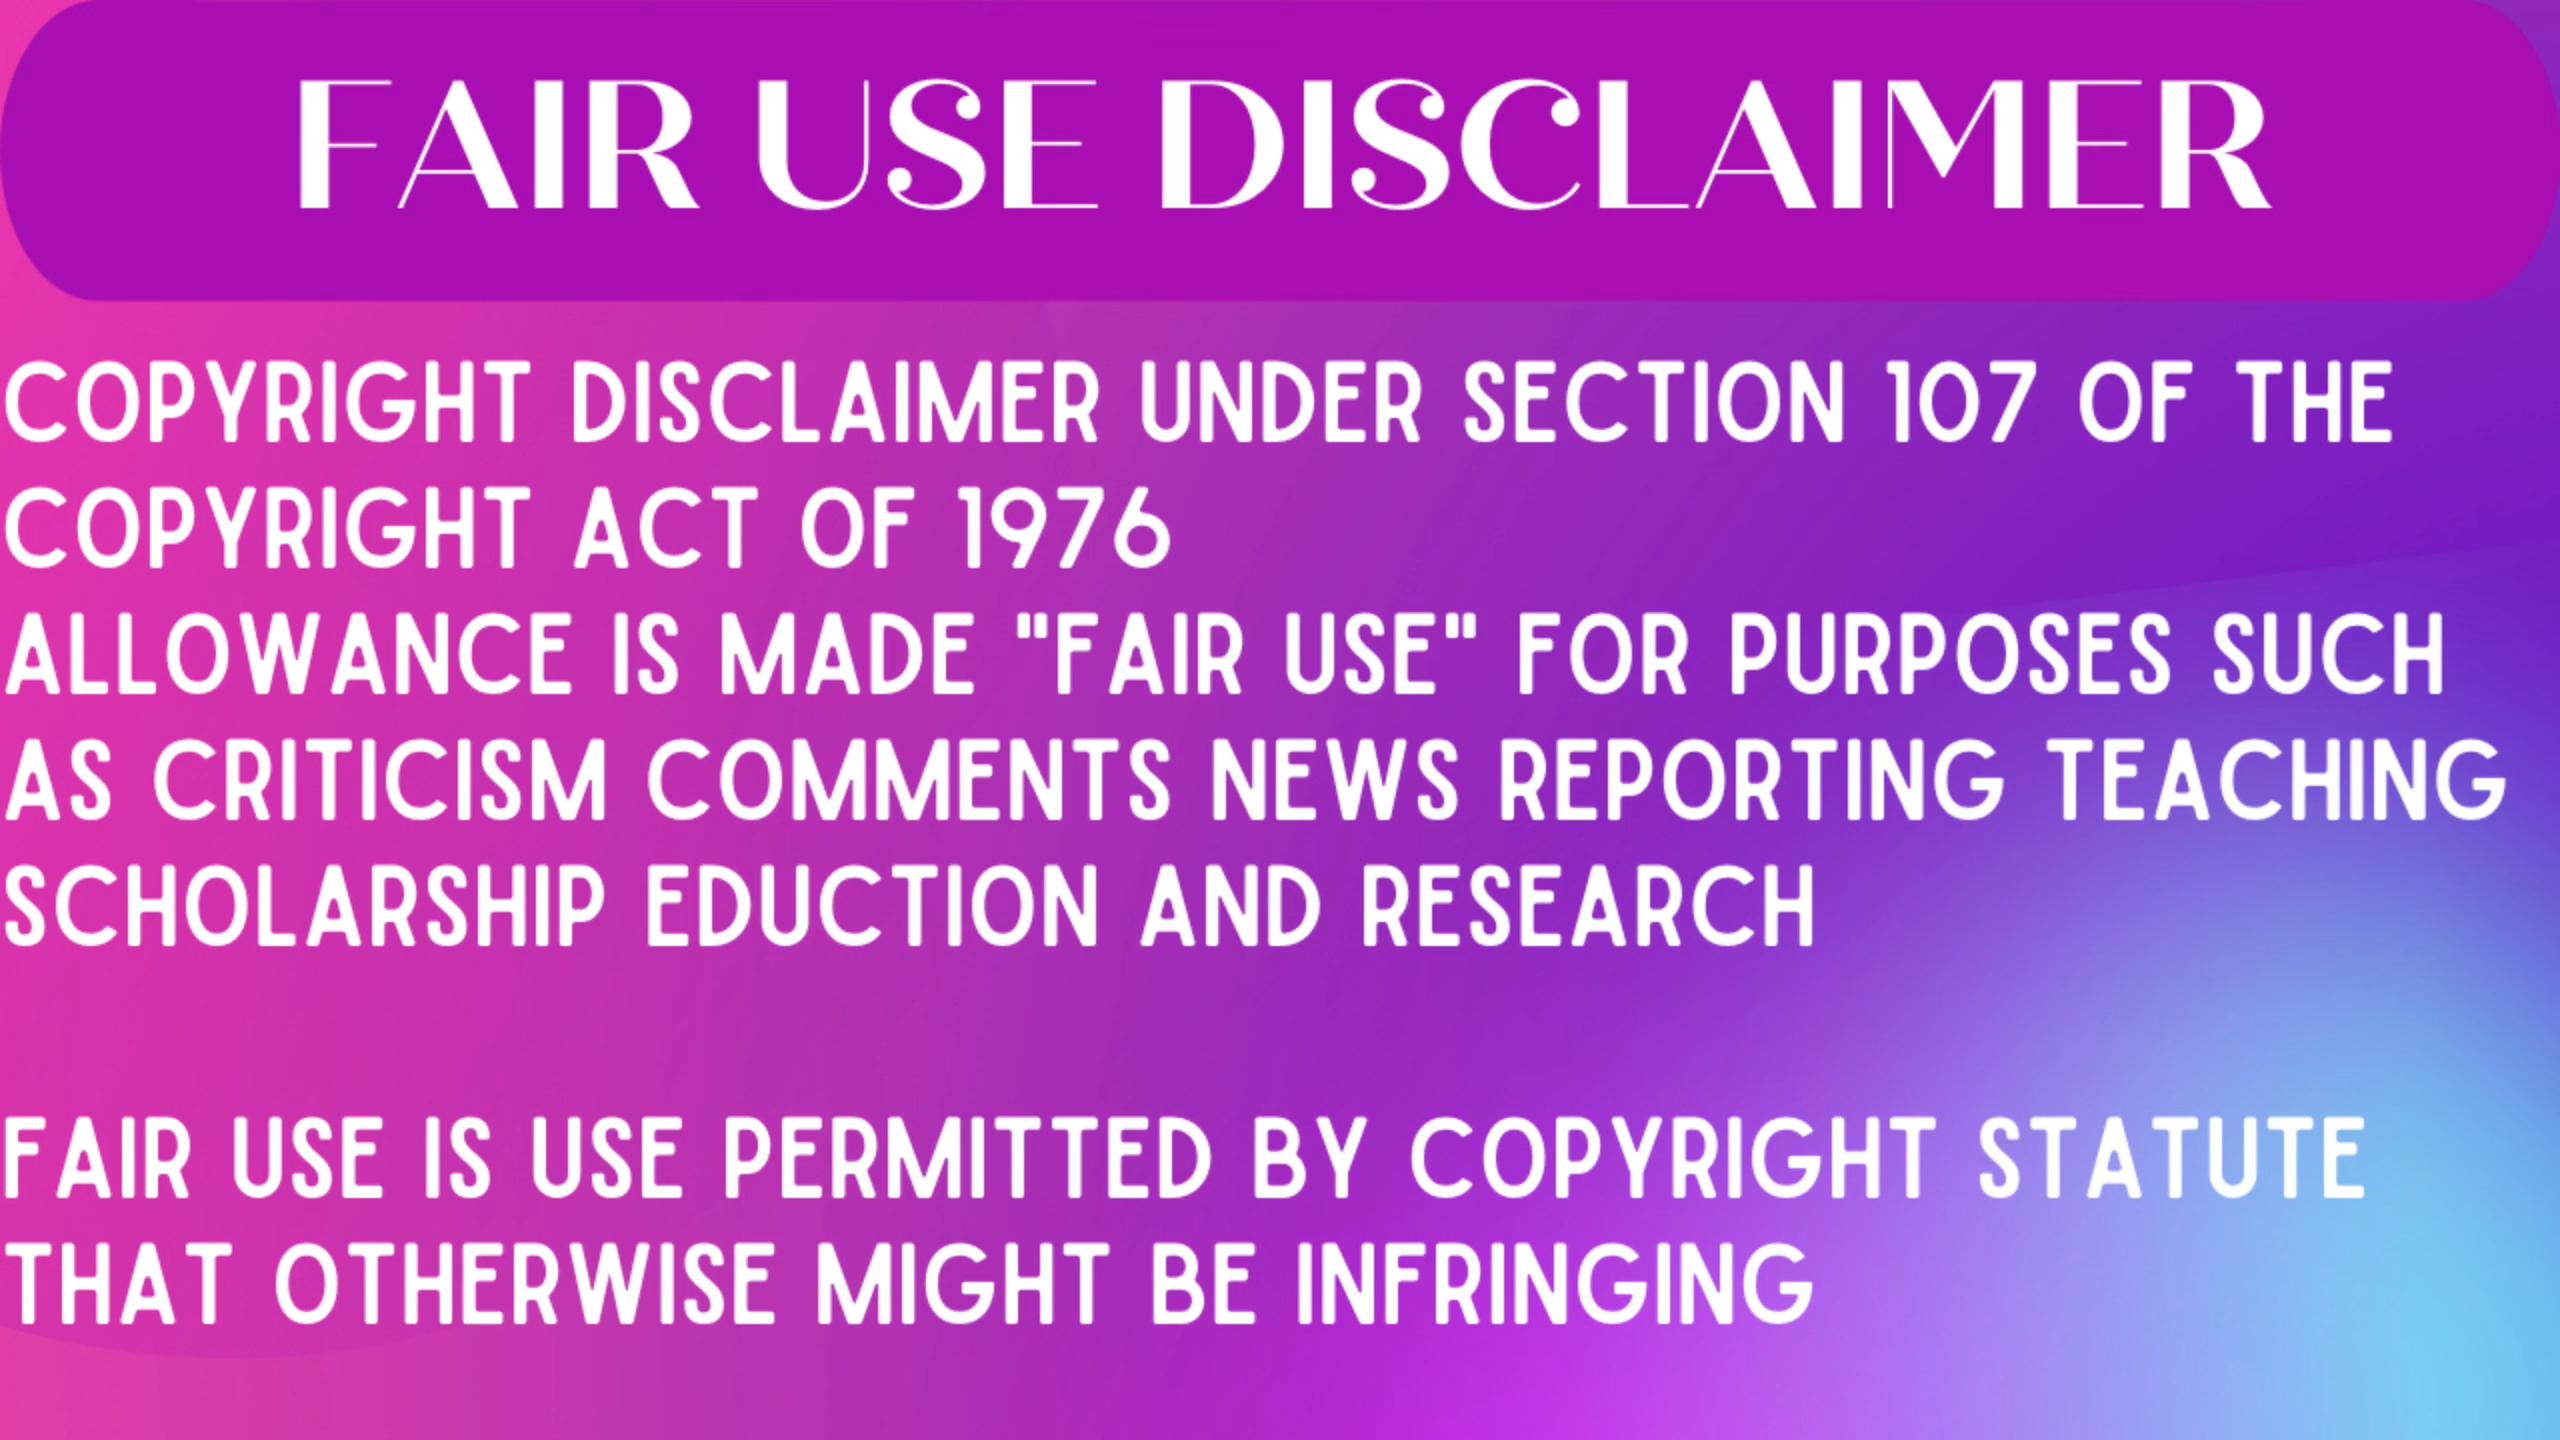 FAIR USE DISCLAIMER
COPYRIGHT DISCLAIMER UNDER SECTION 107 OF THE
COPYRIGHT ACT OF 1976
ALLOWANCE IS MADE "FAIR USE" FOR PURPOSES SUCH
AS CRITICISM COMMENTS NEWS REPORTING TEACHING
SCHOLARSHIP EDUCTION AND RESEARCH
FAIR USE IS USE PERMITTED BY COPYRIGHT STATUTE
THAT OTHERWISE MIGHT BE INFRINGING